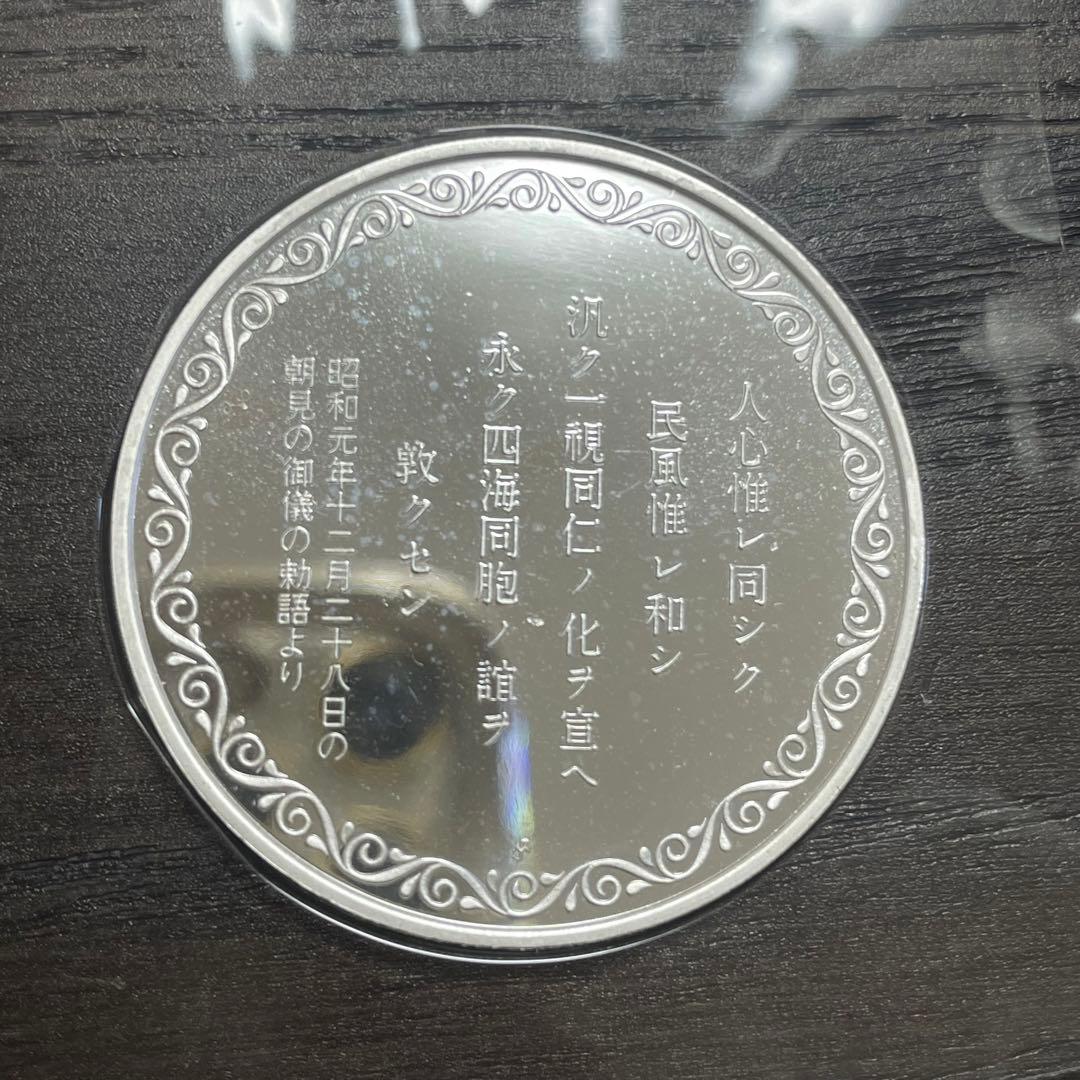 人心惟レ同シク
民風惟レ和シ
汎ク一視同仁ノ化ヲ宣ヘ
永ク四海同胞ノ誼ヲ
敦クセン
昭和元年十二月二十八日の
朝見の御儀の勅語より